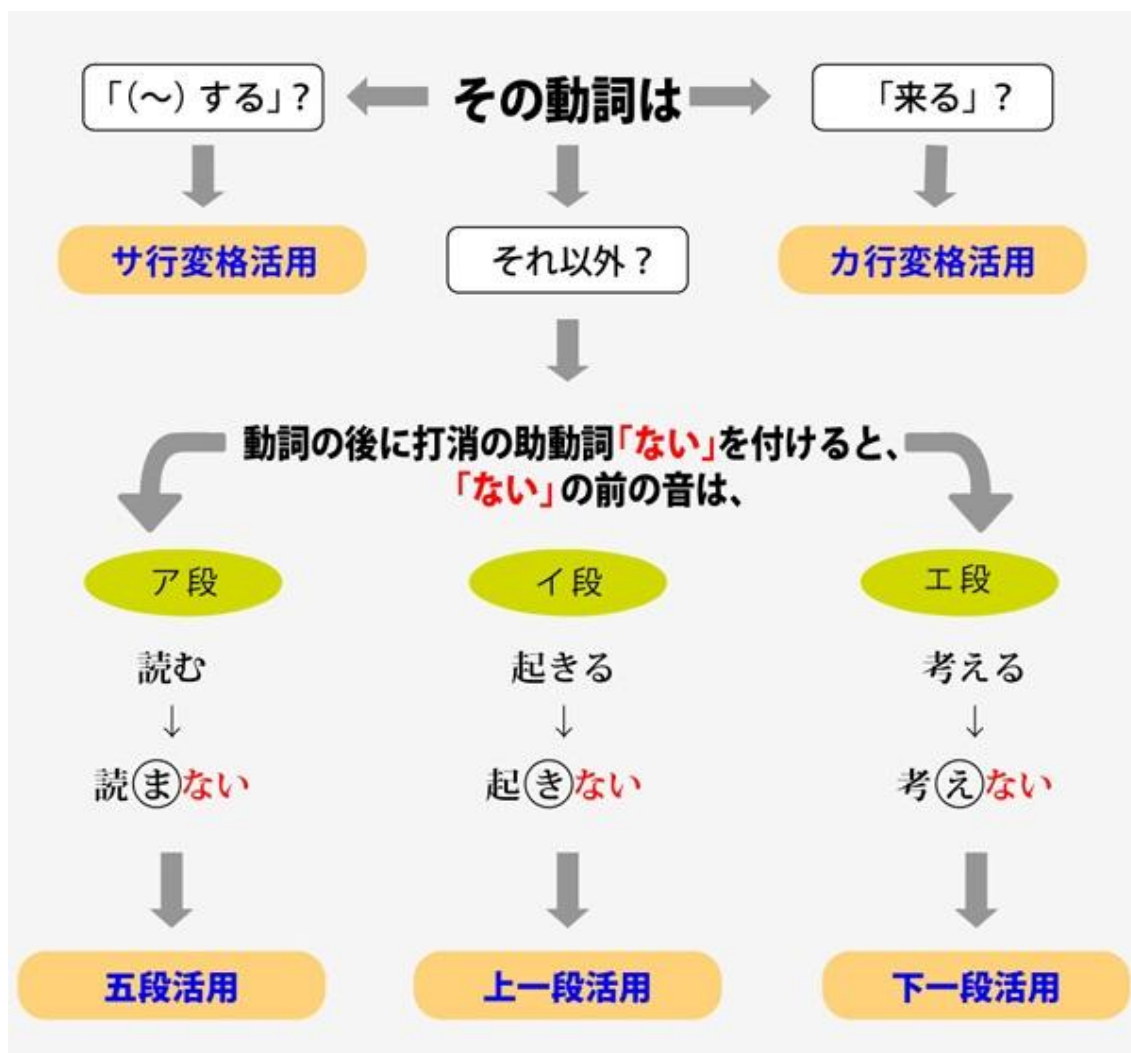 「(～) する」？
その動詞は
「来る」？
サ行変格活用
それ以外？
カ行変格活用
動詞の後に打消の助動詞「ない」を付けると、
「ない」の前の音は、
ア段
イ段
エ段
読む
起きる
考える
↓
↓
↓
読まない
起きない
考えない
五段活用
上一段活用
下一段活用